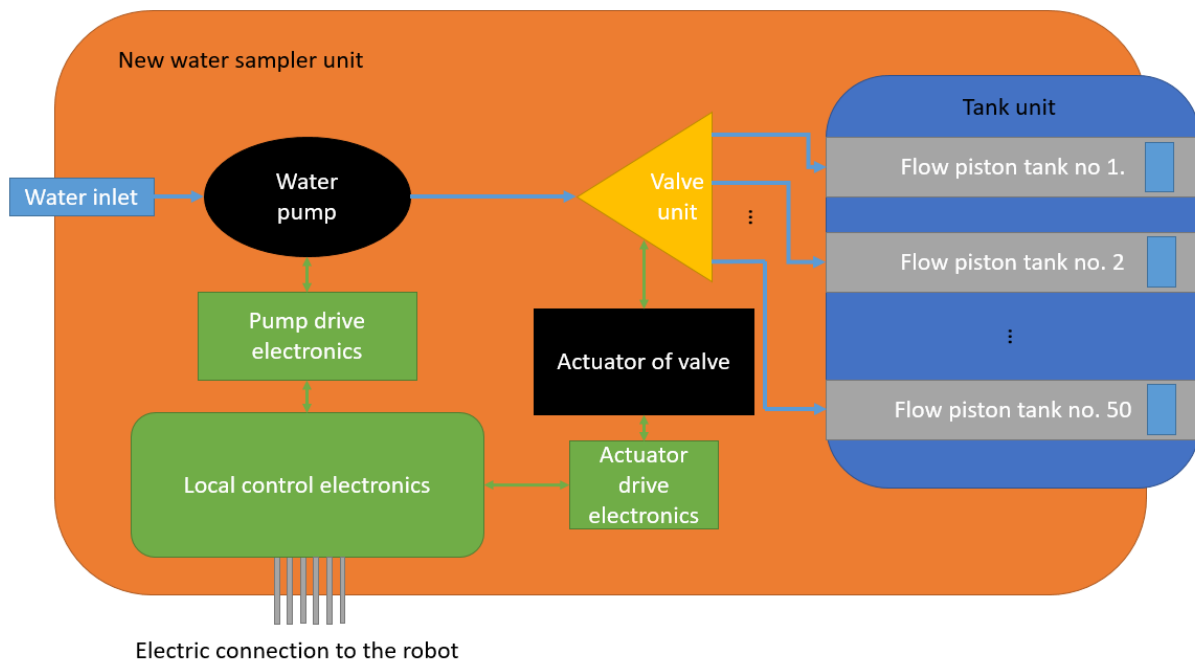 New water sampler unit
Tank unit
Water inlet
Water
pump
Valve
unit
...
Flow piston tank no 1.
Flow piston tank no. 2
...
Flow piston tank no. 50
Pump drive
electronics
Actuator of valve
Local control electronics
Actuator
drive
electronics
Electric connection to the robot